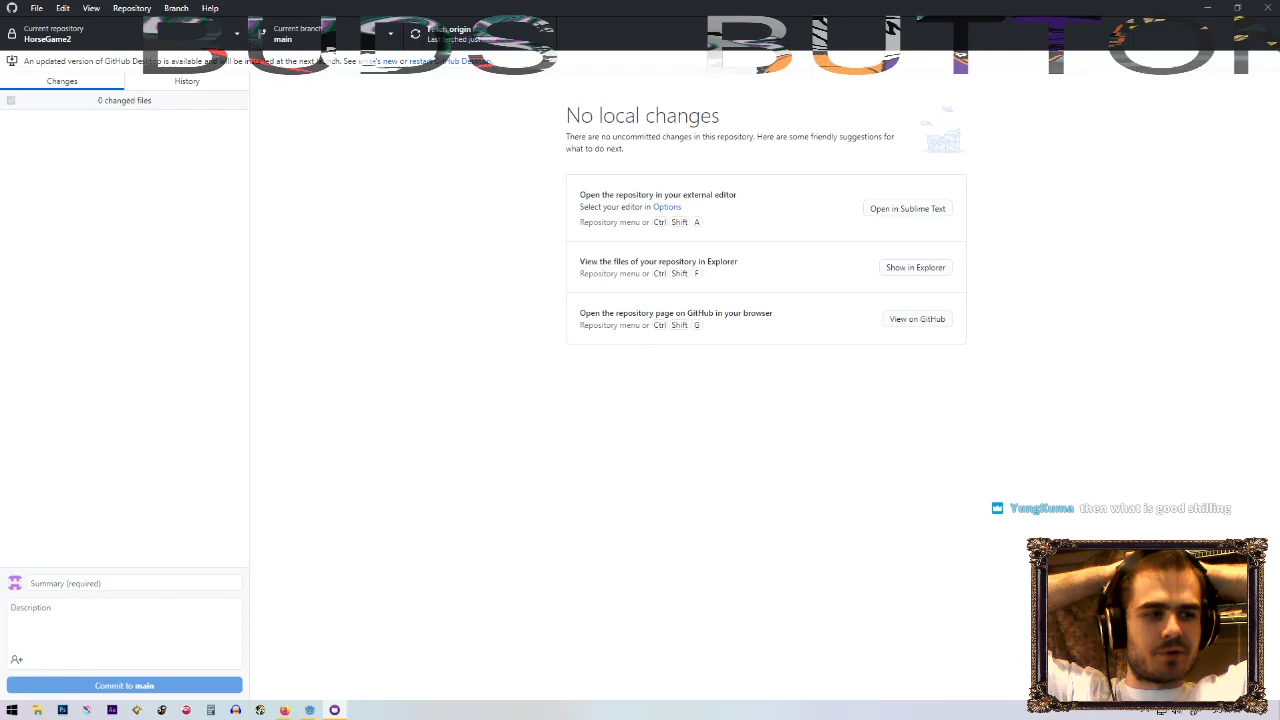 File Edit View Repository Branch Help
BUDS BUTTON
Current repository
HorseGame2
Current branch
main
Fetch origin
Last fetched just now
An updated version of GitHub Desktop is available and will be installed at the next launch. See what's new or restart GitHub Desktop.
Changes
History
0 changed files
No local changes
There are no uncommitted changes in this repository. Here are some friendly suggestions for
what to do next.
Open the repository in your external editor
Select your editor in Options
Repository menu or Ctrl Shift A
Open in Sublime Text
View the files of your repository in Explorer
Repository menu or Ctrl Shift F
Show in Explorer
Open the repository page on GitHub in your browser
Repository menu or Ctrl Shift G
View on GitHub
YungKuma then what is good shilling
Summary (required)
Description
Commit to main